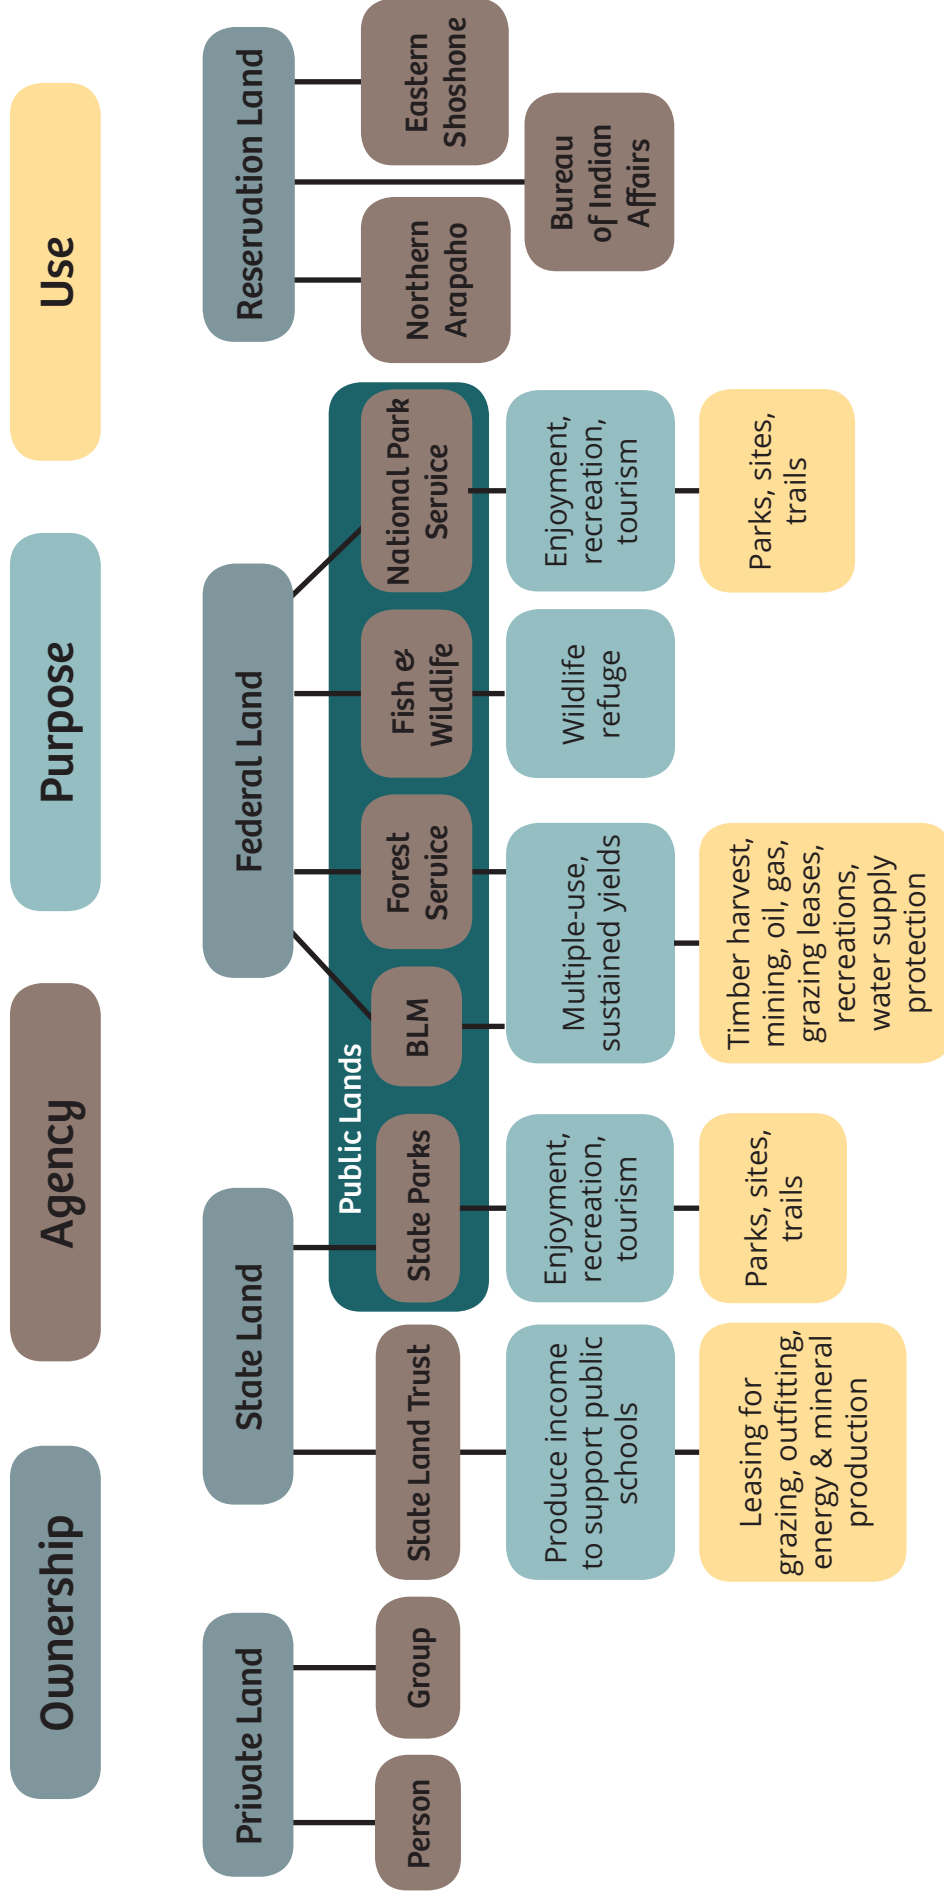 Ownership
Agency
Purpose
Use
Private Land
State Land
Federal Land
Reservation Land
Person
Group
State Land Trust
Public Lands
State Parks
BLM
Forest
Service
Fish &
Wildlife
National Park
Service
Northern
Arapaho
Eastern
Shoshone
Bureau
of Indian
Affairs
Produce income
to support public
schools
Enjoyment,
recreation,
tourism
Multiple-use,
sustained yields
Wildlife
refuge
Enjoyment,
recreation,
tourism
Leasing for
grazing, outfitting,
energy & mineral
production
Parks, sites,
trails
Timber harvest,
mining, oil, gas,
grazing leases,
recreations,
water supply
protection
Parks, sites,
trails